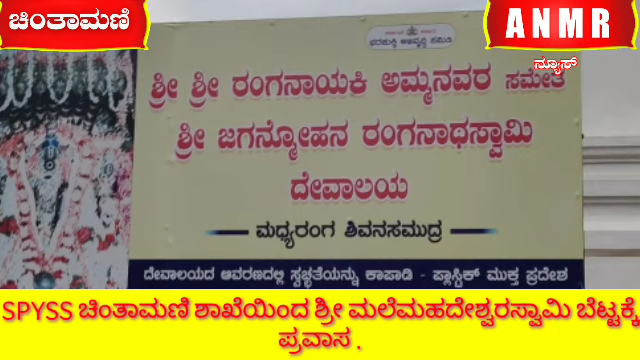 ಚಿಂತಾಮಣಿ
ANMR
ನ್ಯೂಸ್
ಶ್ರೀ ಶ್ರೀ ರಂಗನಾಯಕಿ ಅಮ್ಮನವರ ಸಮೇತ
ಶ್ರೀ ಜಗನ್ಮೋಹನ ರಂಗನಾಥಸ್ವಾಮಿ
ದೇವಾಲಯ
ಮಧ್ಯರಂಗ ಶಿವನಸಮುದ್ರ
ದೇವಾಲಯದ ಆವರಣದಲ್ಲಿ ಸ್ವಚ್ಛತೆಯನ್ನು ಕಾಪಾಡಿ - ಪ್ಲಾಸ್ಟಿಕ್ ಮುಕ್ತ ಪ್ರದೇಶ
SPYSS ಚಿಂತಾಮಣಿ ಶಾಖೆಯಿಂದ ಶ್ರೀ ಮಲೆಮಹದೇಶ್ವರಸ್ವಾಮಿ ಬೆಟ್ಟಕ್ಕೆ
ಪ್ರವಾಸ .